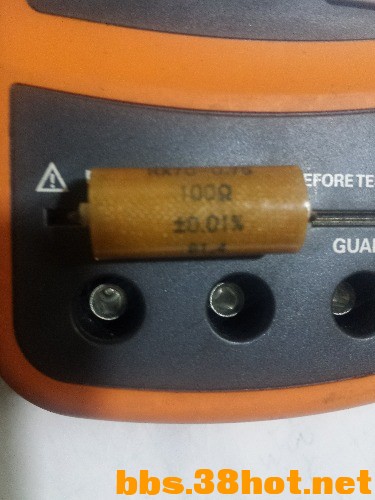 EFORE TE
100Ω
±0.01%
GUA
bbs.38hot.net